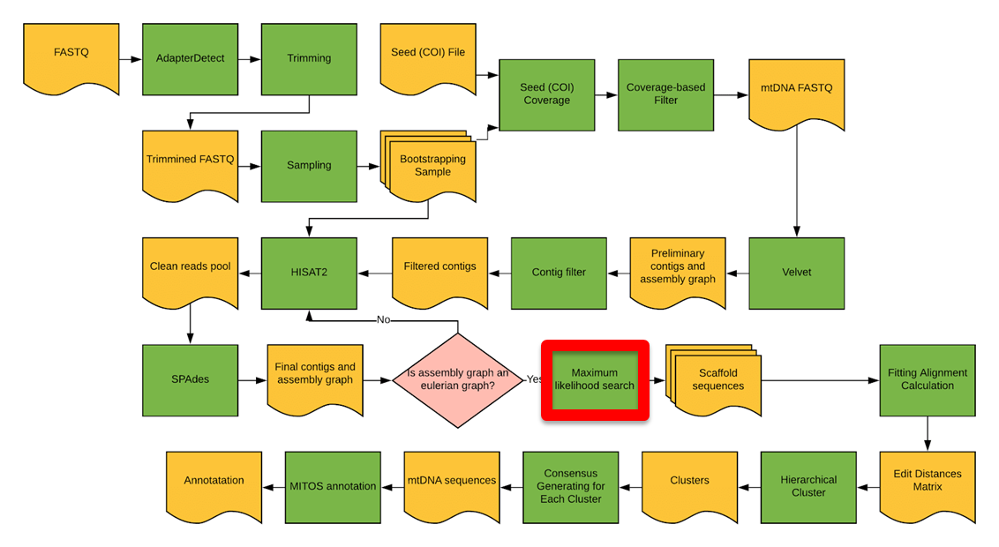 FASTQ
AdapterDetect
Trimming
Seed (COI) File
Seed (COI)
Coverage
Coverage-based
Filter
mtDNA FASTQ
Trimmined FASTQ
Sampling
Bootstrapping
Sample
Clean reads pool
HISAT2
Filtered contigs
Contig filter
Preliminary
contigs and
assembly graph
Velvet
No
SPAdes
Final contigs and
assembly graph
Is assembly graph an
eulerian graph?
Yes
Maximum
likelihood search
Scaffold
sequences
Fitting Alignment
Calculation
Annotatation
MITOS annotation
mtDNA sequences
Consensus
Generating for
Each Cluster
Clusters
Hierarchical
Cluster
Edit Distances
Matrix